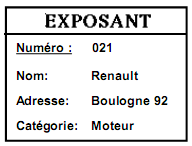 EXPOSANT
Numéro : 021
Nom: Renault
Adresse: Boulogne 92
Catégorie: Moteur